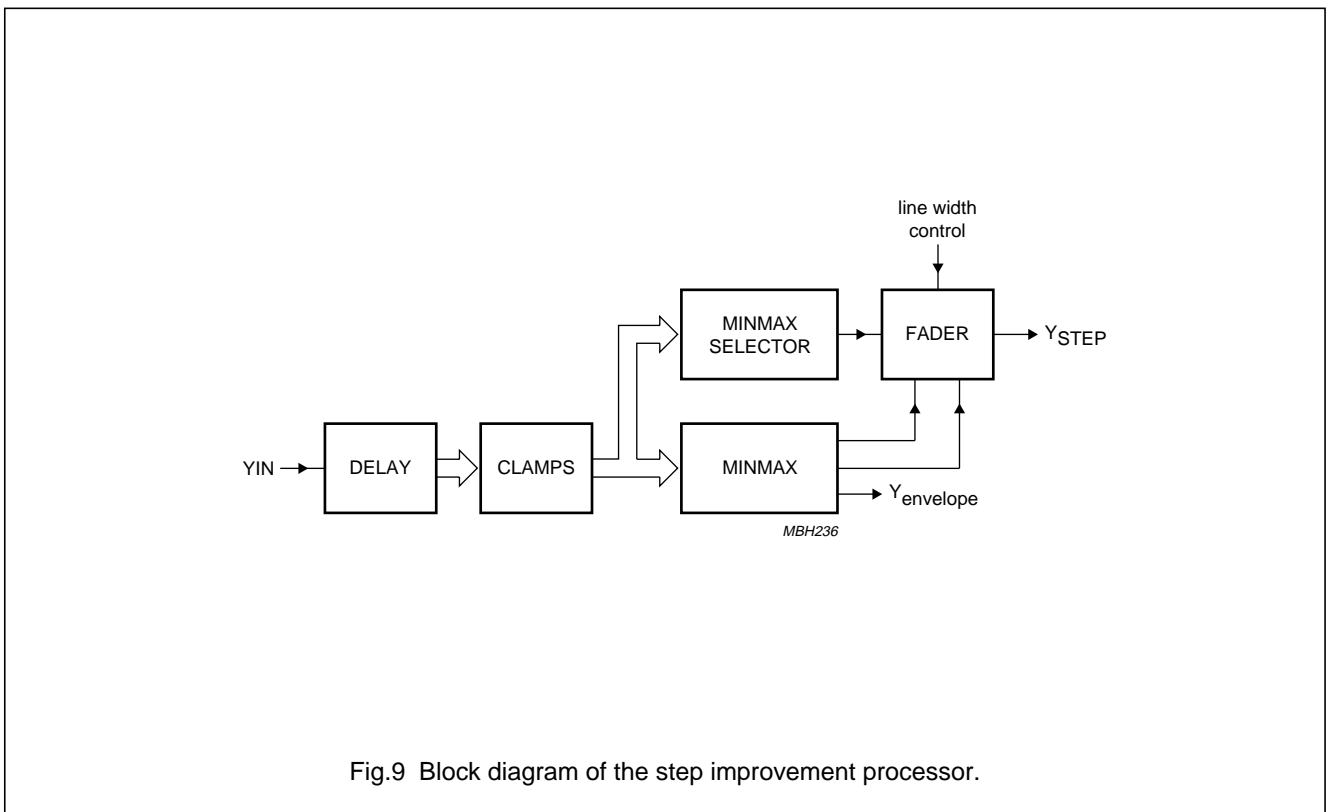 line width
control
MINMAX
SELECTOR
FADER
YSTEP
YIN
DELAY
CLAMPS
MINMAX
Yenvelope
MBH236
Fig.9 Block diagram of the step improvement processor.